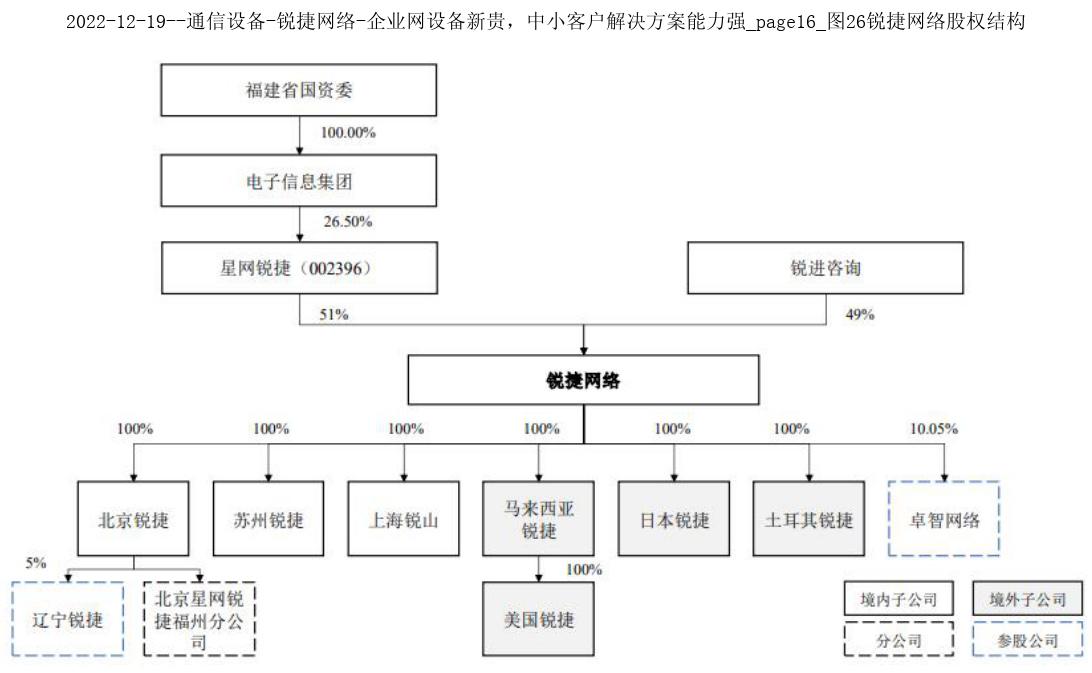 2022-12-19--通信设备-锐捷网络-企业网设备新贵，中小客户解决方案能力强_page16_图26锐捷网络股权结构
福建省国资委
100.00%
电子信息集团
26.50%
星网锐捷（002396）
锐进咨询
51%
49%
锐捷网络
100%
100%
100%
100%
100%
100%
10.05%
北京锐捷
苏州锐捷
上海锐山
马来西亚
锐捷
日本锐捷
土耳其锐捷
卓智网络
5%
100%
辽宁锐捷
北京星网锐
捷福州分公
司
美国锐捷
境内子公司
境外子公司
分公司
参股公司